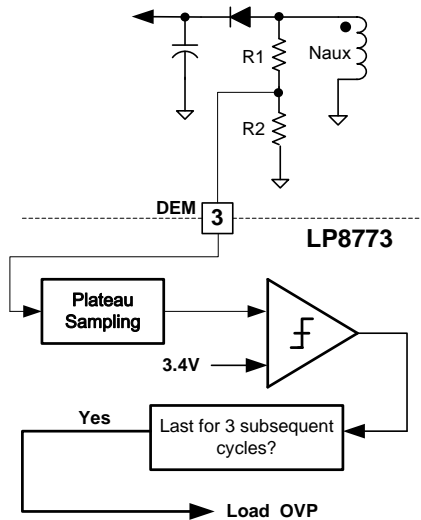 R1
Naux
R2
DEM
3
LP8773
Plateau
Sampling
3.4V
Yes
Last for 3 subsequent
cycles?
Load OVP